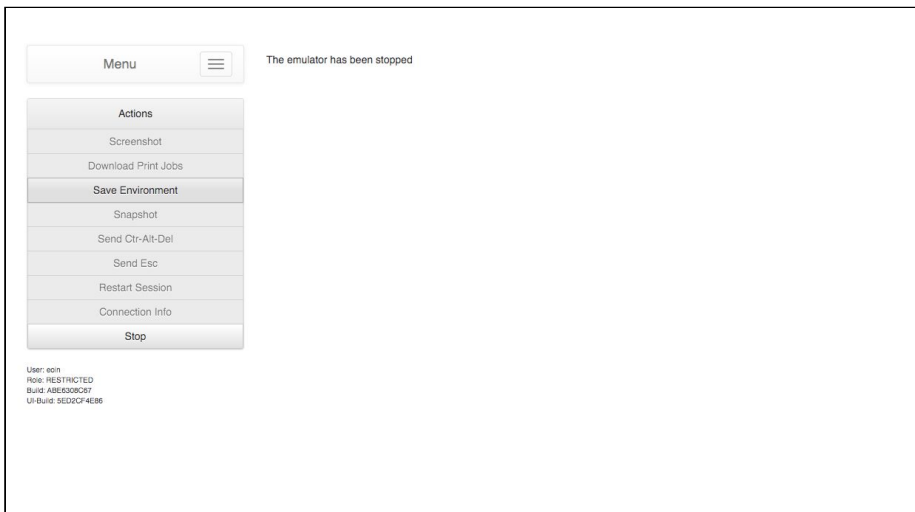 Menu
The emulator has been stopped
Actions
Screenshot
Download Print Jobs
Save Environment
Snapshot
Send Ctr-Alt-Del
Send Esc
Restart Session
Connection Info
Stop
User: eoin
Role: RESTRICTED
Build: ABE6308C67
UI-Build: 5ED2CF4E86